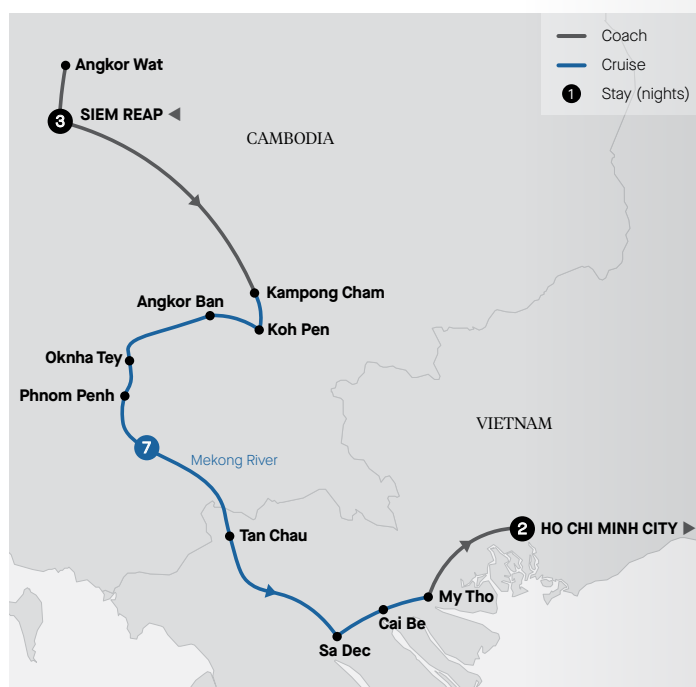 Coach
Cruise
1 Stay (nights)
Angkor Wat
3 SIEM REAP
CAMBODIA
Kampong Cham
Angkor Ban
Koh Pen
Oknha Tey
Phnom Penh
VIETNAM
7
Mekong River
2 HO CHI MINH CITY
Tan Chau
My Tho
Cai Be
Sa Dec